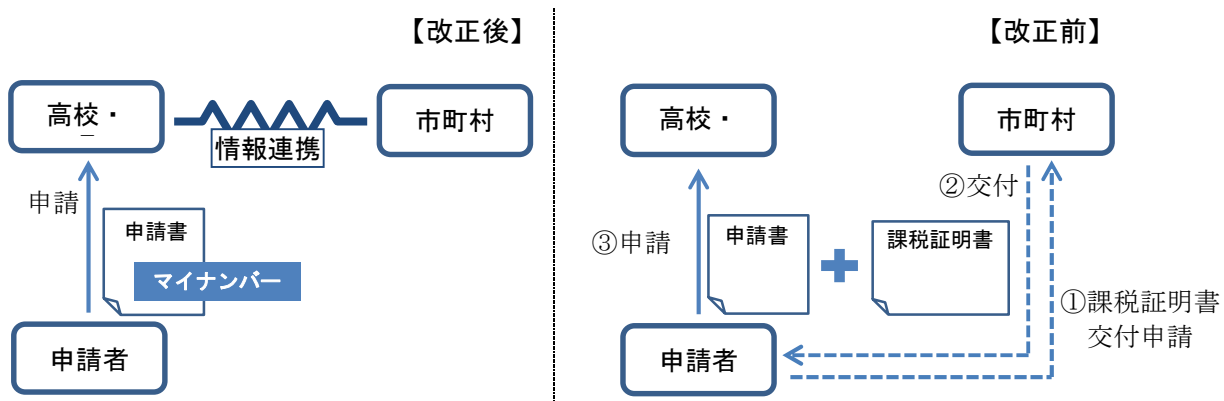 【改正後】
高校・
市町村
情報連携
申請
申請書
マイナンバー
申請者
【改正前】
高校・
市町村
②交付
③申請
申請書
課税証明書
①課税証明書
交付申請
申請者